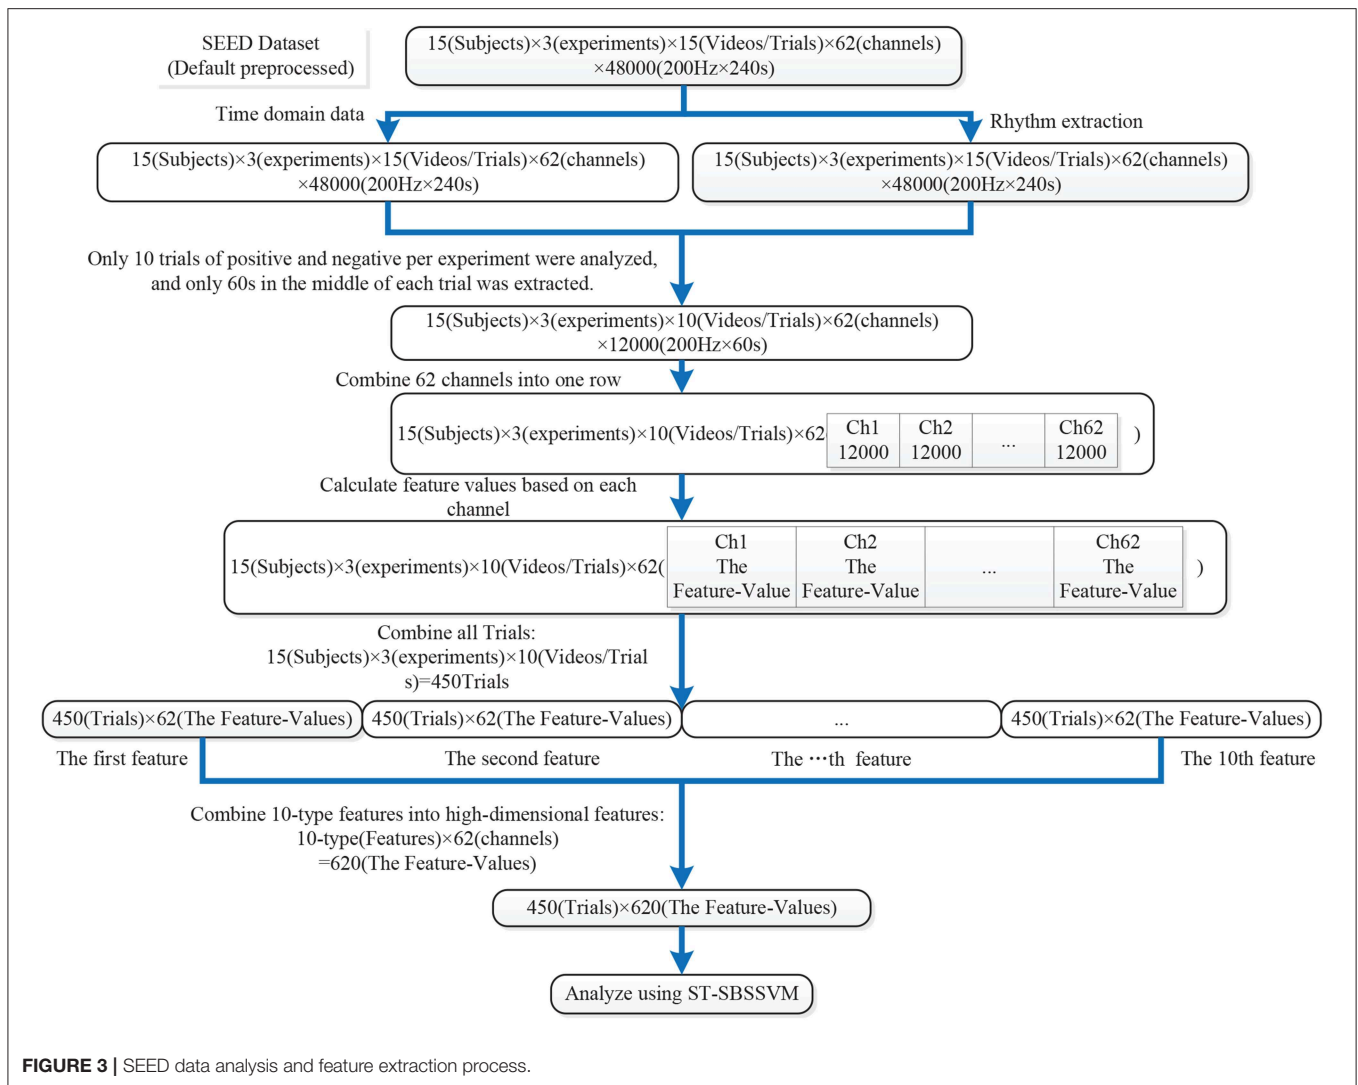 SEED Dataset
(Default preprocessed)
15(Subjects)×3(experiments)×15(Videos/Trials)×62(channels)
×48000(200Hz×240s)
Time domain data
Rhythm extraction
15(Subjects)×3(experiments)×15(Videos/Trials)×62(channels)
×48000(200Hz×240s)
15(Subjects)×3(experiments)×15(Videos/Trials)×62(channels)
×48000(200Hz×240s)
Only 10 trials of positive and negative per experiment were analyzed,
and only 60s in the middle of each trial was extracted.
15(Subjects)×3(experiments)×10(Videos/Trials)×62(channels)
×12000(200Hz×60s)
Combine 62 channels into one row
15(Subjects)×3(experiments)×10(Videos/Trials)×62(
Ch1
12000
Ch2
12000
...
Ch62
12000
)
Calculate feature values based on each
channel
15(Subjects)×3(experiments)×10(Videos/Trials)×62(
Ch1
The
Feature-Value
Ch2
The
Feature-Value
...
Ch62
The
Feature-Value
)
Combine all Trials:
15(Subjects)×3(experiments)×10(Videos/Trial
s)=450Trials
450(Trials)×62(The Feature-Values)
450(Trials)×62(The Feature-Values)
...
450(Trials)×62(The Feature-Values)
The first feature
The second feature
The ···th feature
The 10th feature
Combine 10-type features into high-dimensional features:
10-type(Features)×62(channels)
=620(The Feature-Values)
450(Trials)×620(The Feature-Values)
Analyze using ST-SBSSVM
FIGURE 3 | SEED data analysis and feature extraction process.